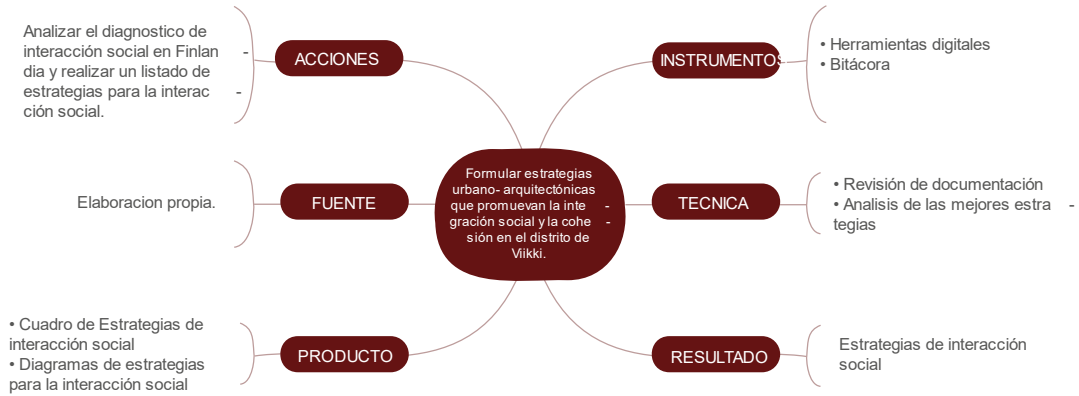 Analizar el diagnostico de
interacción social en Finlan -
dia y realizar un listado de
estrategias para la interac -
ción social.
ACCIONES
INSTRUMENTOS
• Herramientas digitales
• Bitácora
Elaboracion propia.
FUENTE
Formular estrategias
urbano- arquitectónicas
que promuevan la inte -
gración social y la cohe -
sión en el distrito de
Viikki.
TECNICA
• Revisión de documentación
• Analisis de las mejores estra -
tegias
• Cuadro de Estrategias de
interacción social
• Diagramas de estrategias
para la interacción social
PRODUCTO
RESULTADO
Estrategias de interacción
social